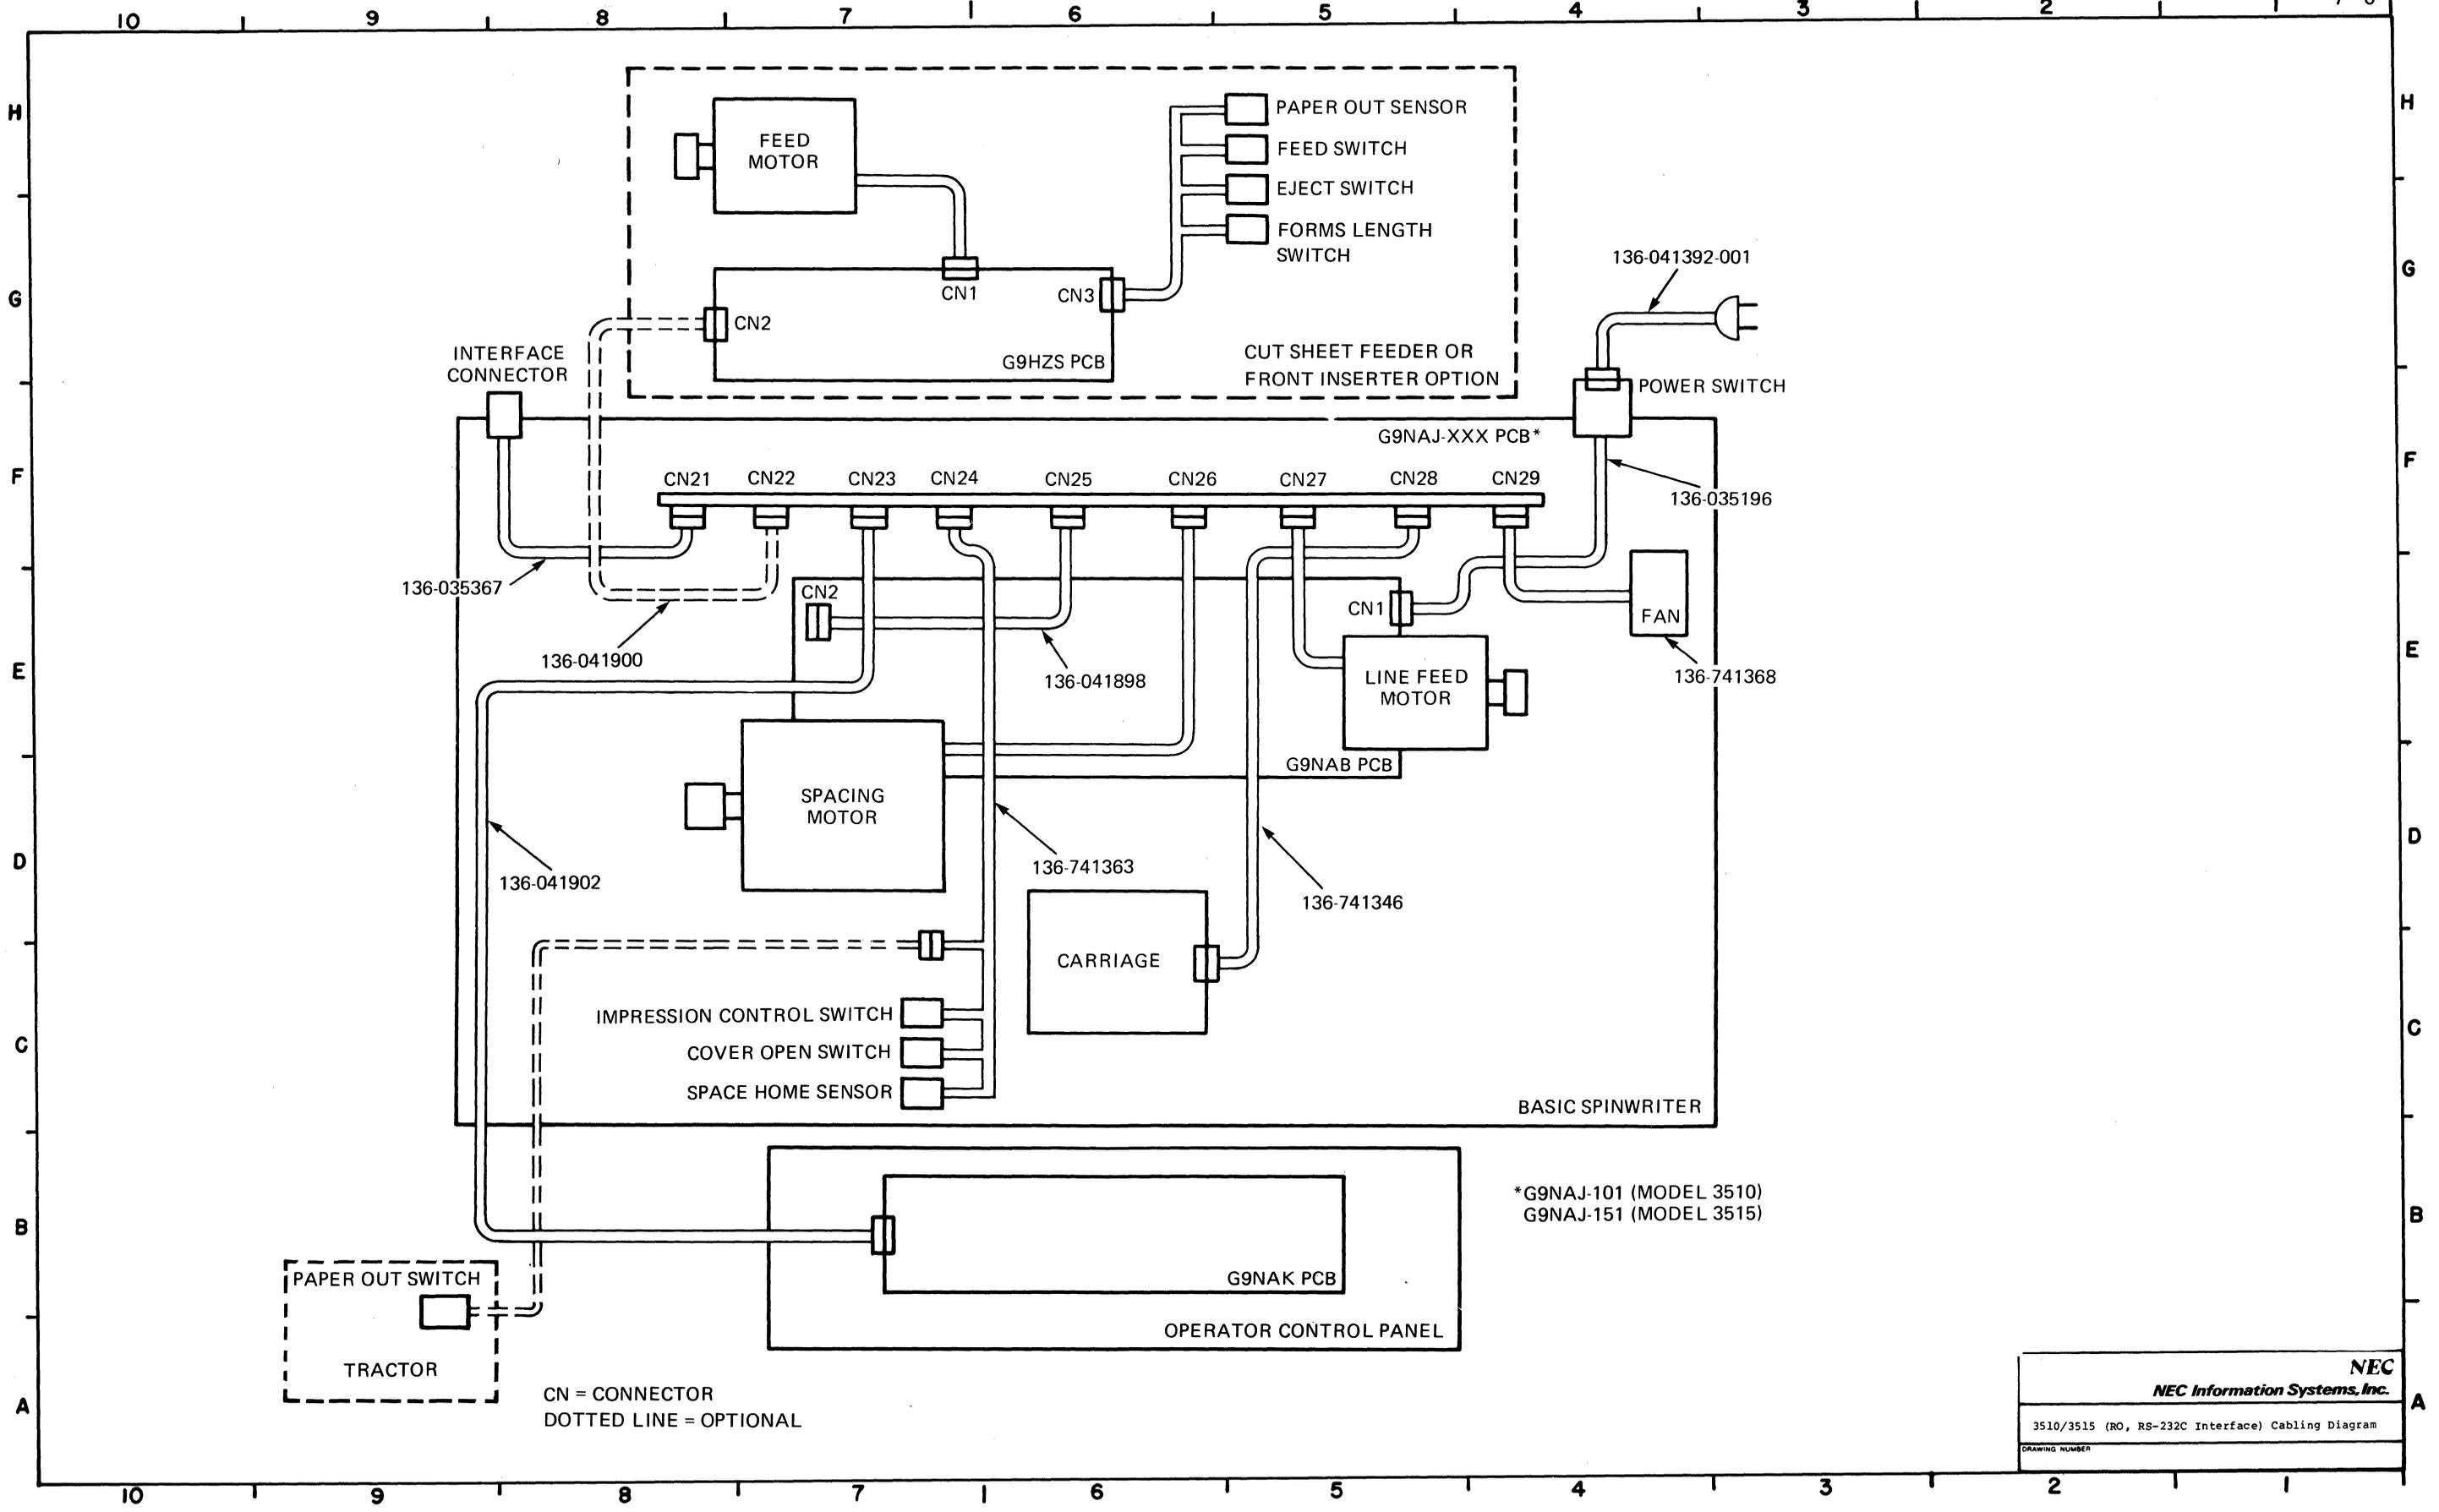 10 9 8 7 6 5 4 3 2
H
H
PAPER OUT SENSOR
FEED
MOTOR
FEED SWITCH
EJECT SWITCH
FORMS LENGTH
SWITCH
136-041392-001
G
G
CN1
CN3
CN2
G9HZS PCB
CUT SHEET FEEDER OR
FRONT INSERTER OPTION
INTERFACE
CONNECTOR
POWER SWITCH
G9NAJ-XXX PCB*
F
F
CN21 CN22 CN23 CN24 CN25 CN26 CN27 CN28 CN29
136-035196
136-035367
CN2
CN1
FAN
136-041900
136-041898
136-741368
E
E
LINE FEED
MOTOR
G9NAB PCB
SPACING
MOTOR
D
D
136-041902
136-741363
136-741346
CARRIAGE
IMPRESSION CONTROL SWITCH
COVER OPEN SWITCH
SPACE HOME SENSOR
C
C
BASIC SPINWRITER
*G9NAJ-101 (MODEL 3510)
G9NAJ-151 (MODEL 3515)
B
B
G9NAK PCB
OPERATOR CONTROL PANEL
PAPER OUT SWITCH
TRACTOR
CN = CONNECTOR
DOTTED LINE = OPTIONAL
A
A
NEC
NEC Information Systems, Inc.
3510/3515 (RO, RS-232C Interface) Cabling Diagram
DRAWING NUMBER
10 9 8 7 6 5 4 3 2